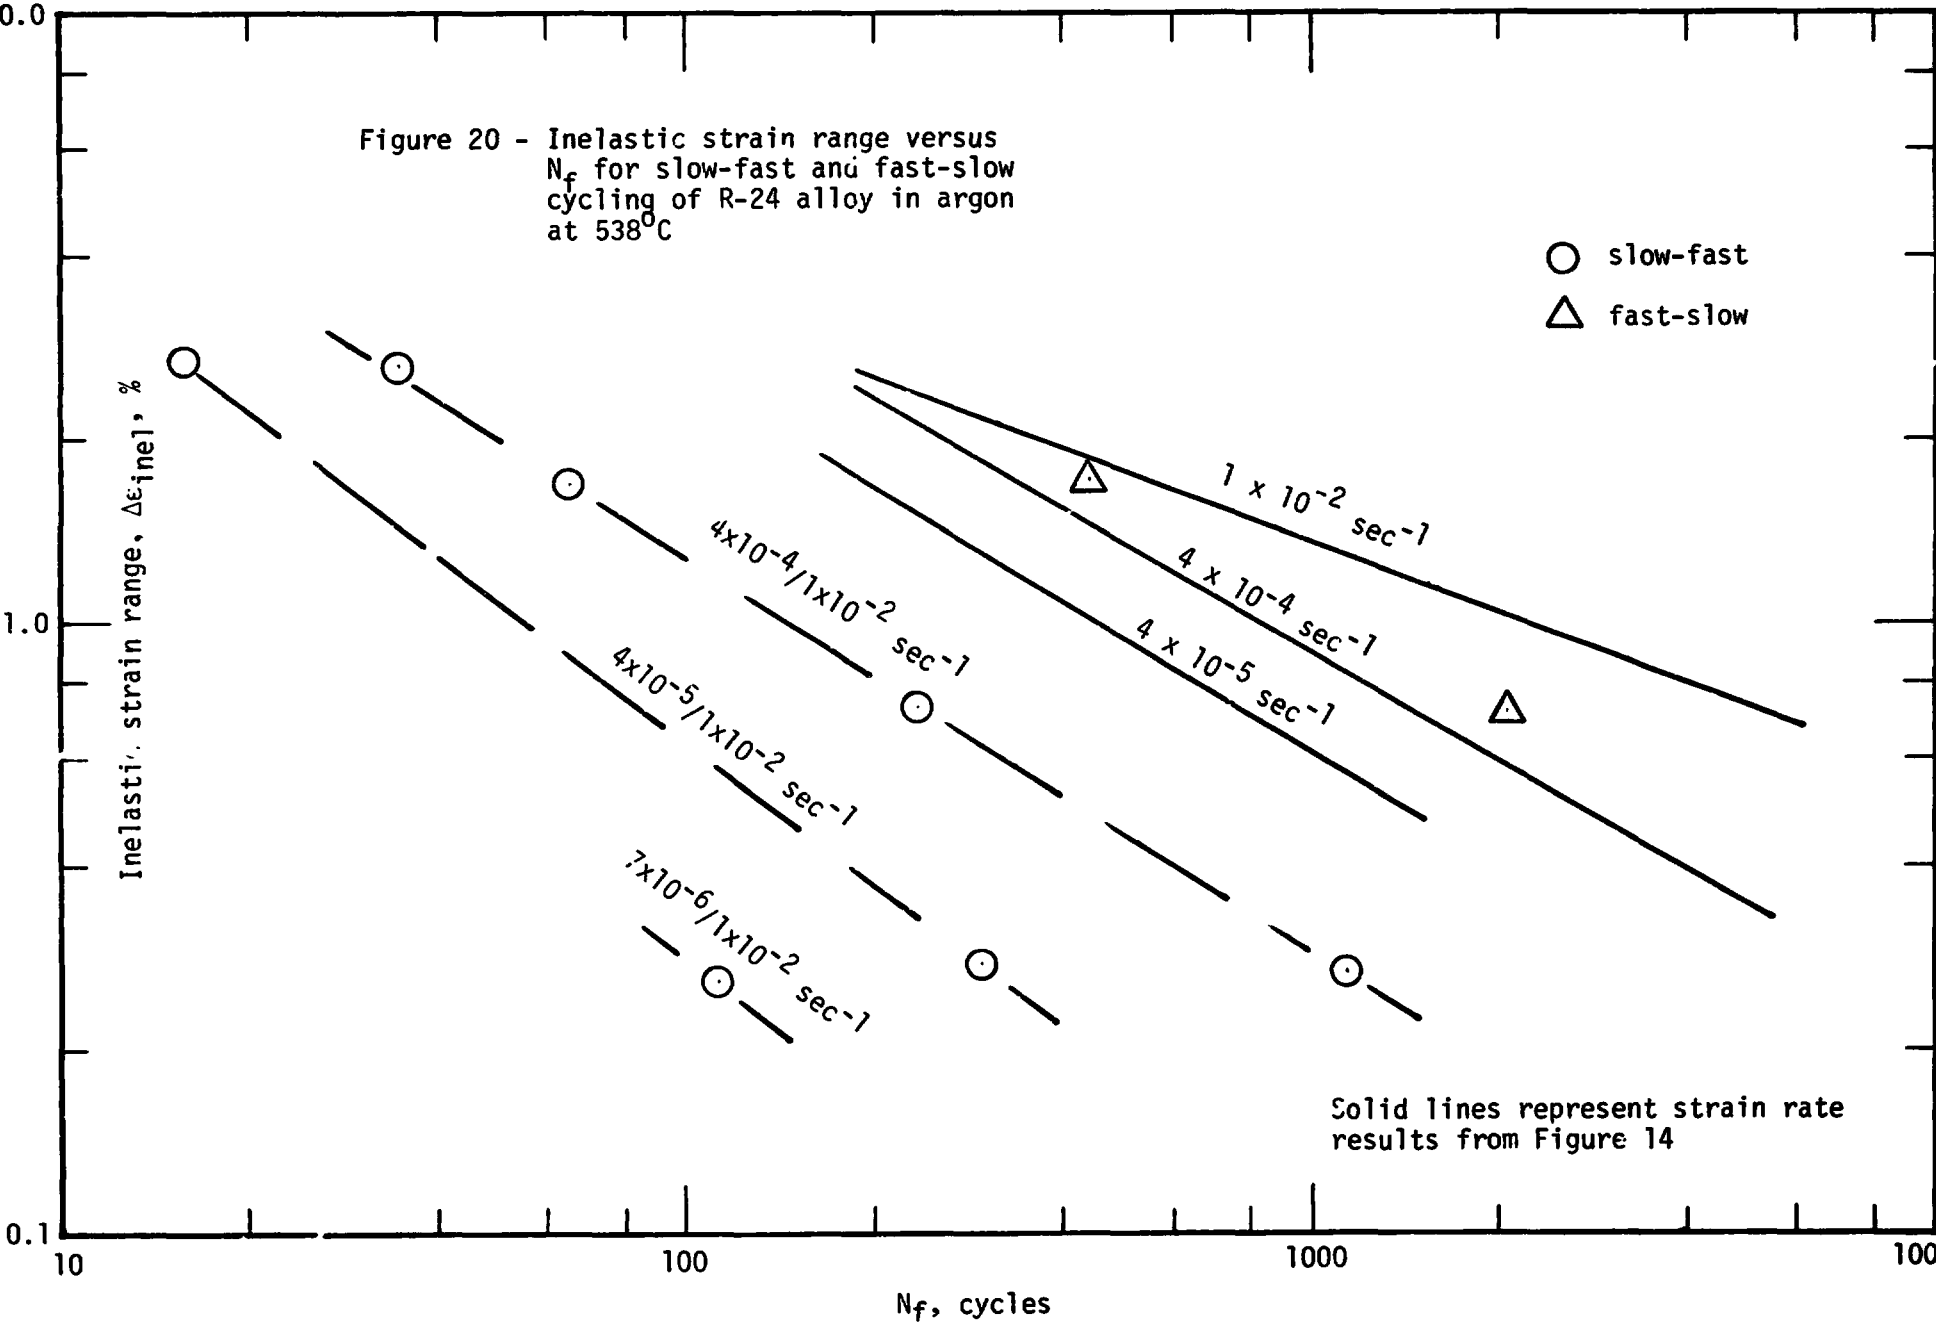 0.0
Figure 20 - Inelastic strain range versus
Nf for slow-fast and fast-slow
cycling of R-24 alloy in argon
at 538°C
○ slow-fast
△ fast-slow
Inelasti. strain range, Δεinel, %
1 x 10-2 sec-1
4 x 10-4 sec-1
4 x 10-5 sec-1
4x10-4/1x10-2 sec-1
4x10-5/1x10-2 sec-1
7x10-6/1x10-2 sec-1
1.0
Solid lines represent strain rate
results from Figure 14
0.1
10
100
1000
100
Nf, cycles